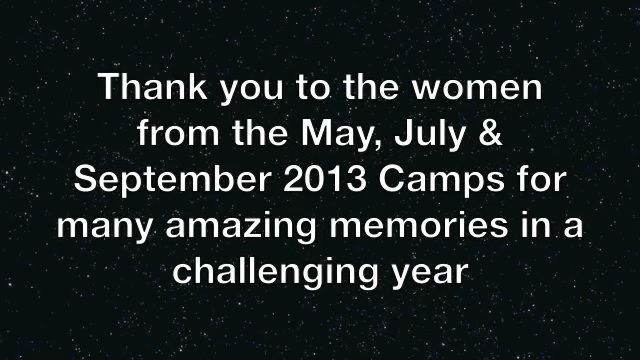 Thank you to the women
from the May, July &
September 2013 Camps for
many amazing memories in a
challenging year